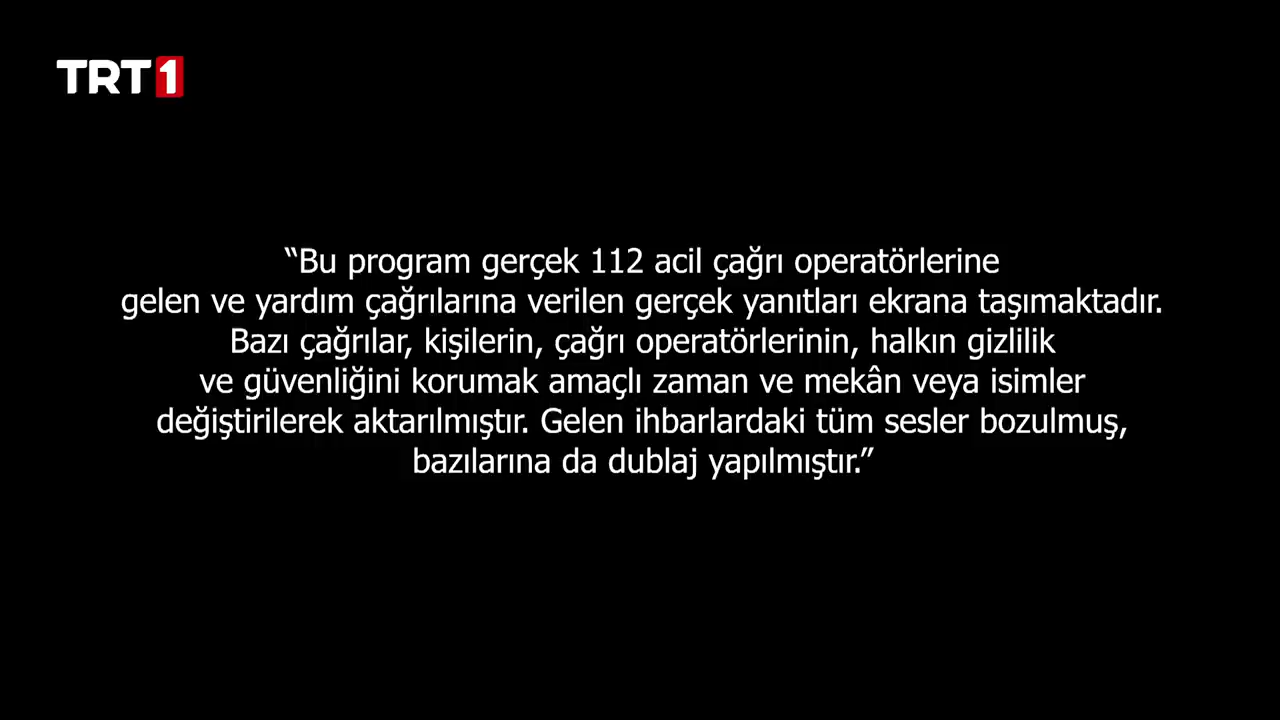 TRT 1
“Bu program gerçek 112 acil çağrı operatörlerine
gelen ve yardım çağrılarına verilen gerçek yanıtları ekrana taşımaktadır.
Bazı çağrılar, kişilerin, çağrı operatörlerinin, halkın gizlilik
ve güvenliğini korumak amaçlı zaman ve mekân veya isimler
değiştirilerek aktarılmıştır. Gelen ihbarlardaki tüm sesler bozulmuş,
bazılarına da dublaj yapılmıştır.”